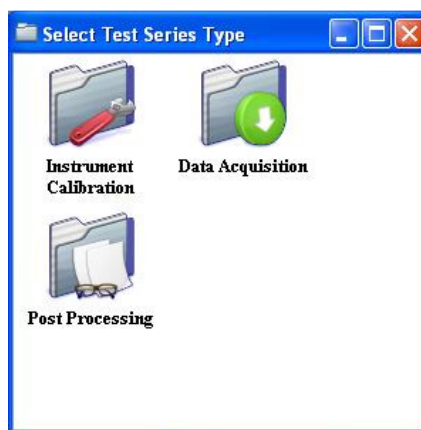 Select Test Series Type
Instrument
Calibration
Data Acquisition
Post Processing